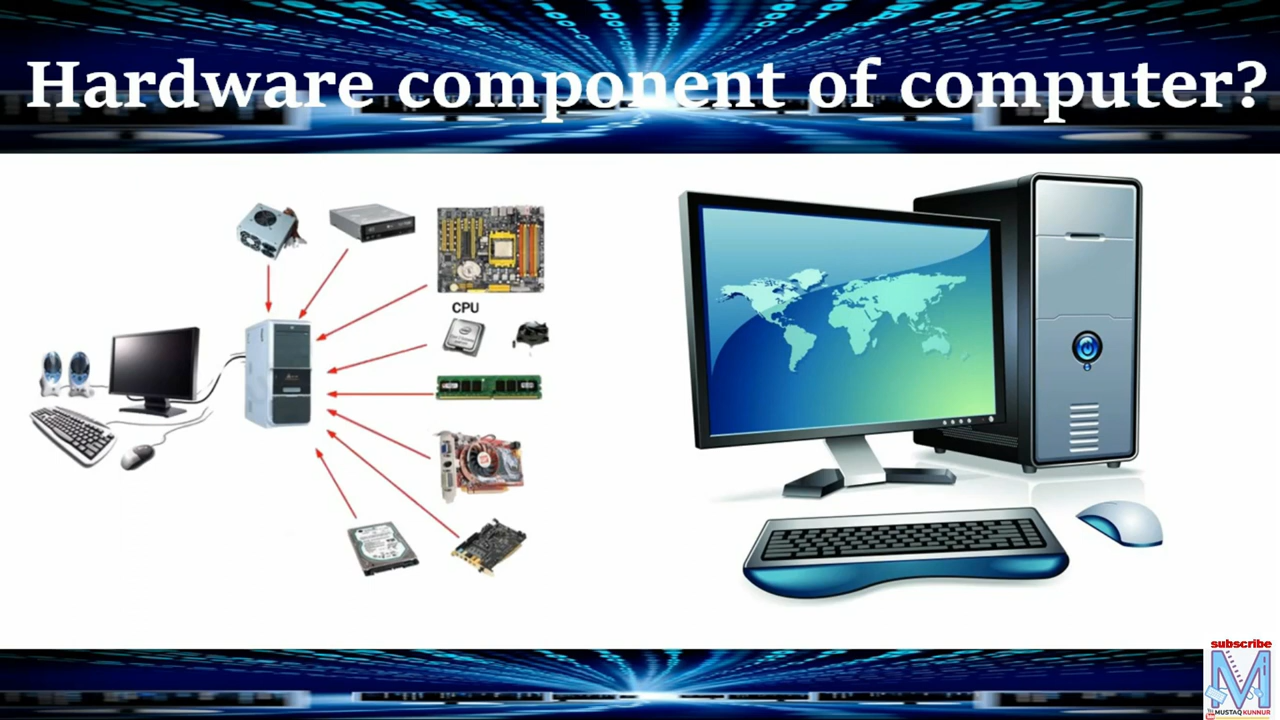 Hardware component of computer?
CPU
subscribe
M
MUSTAQ KUNNUR